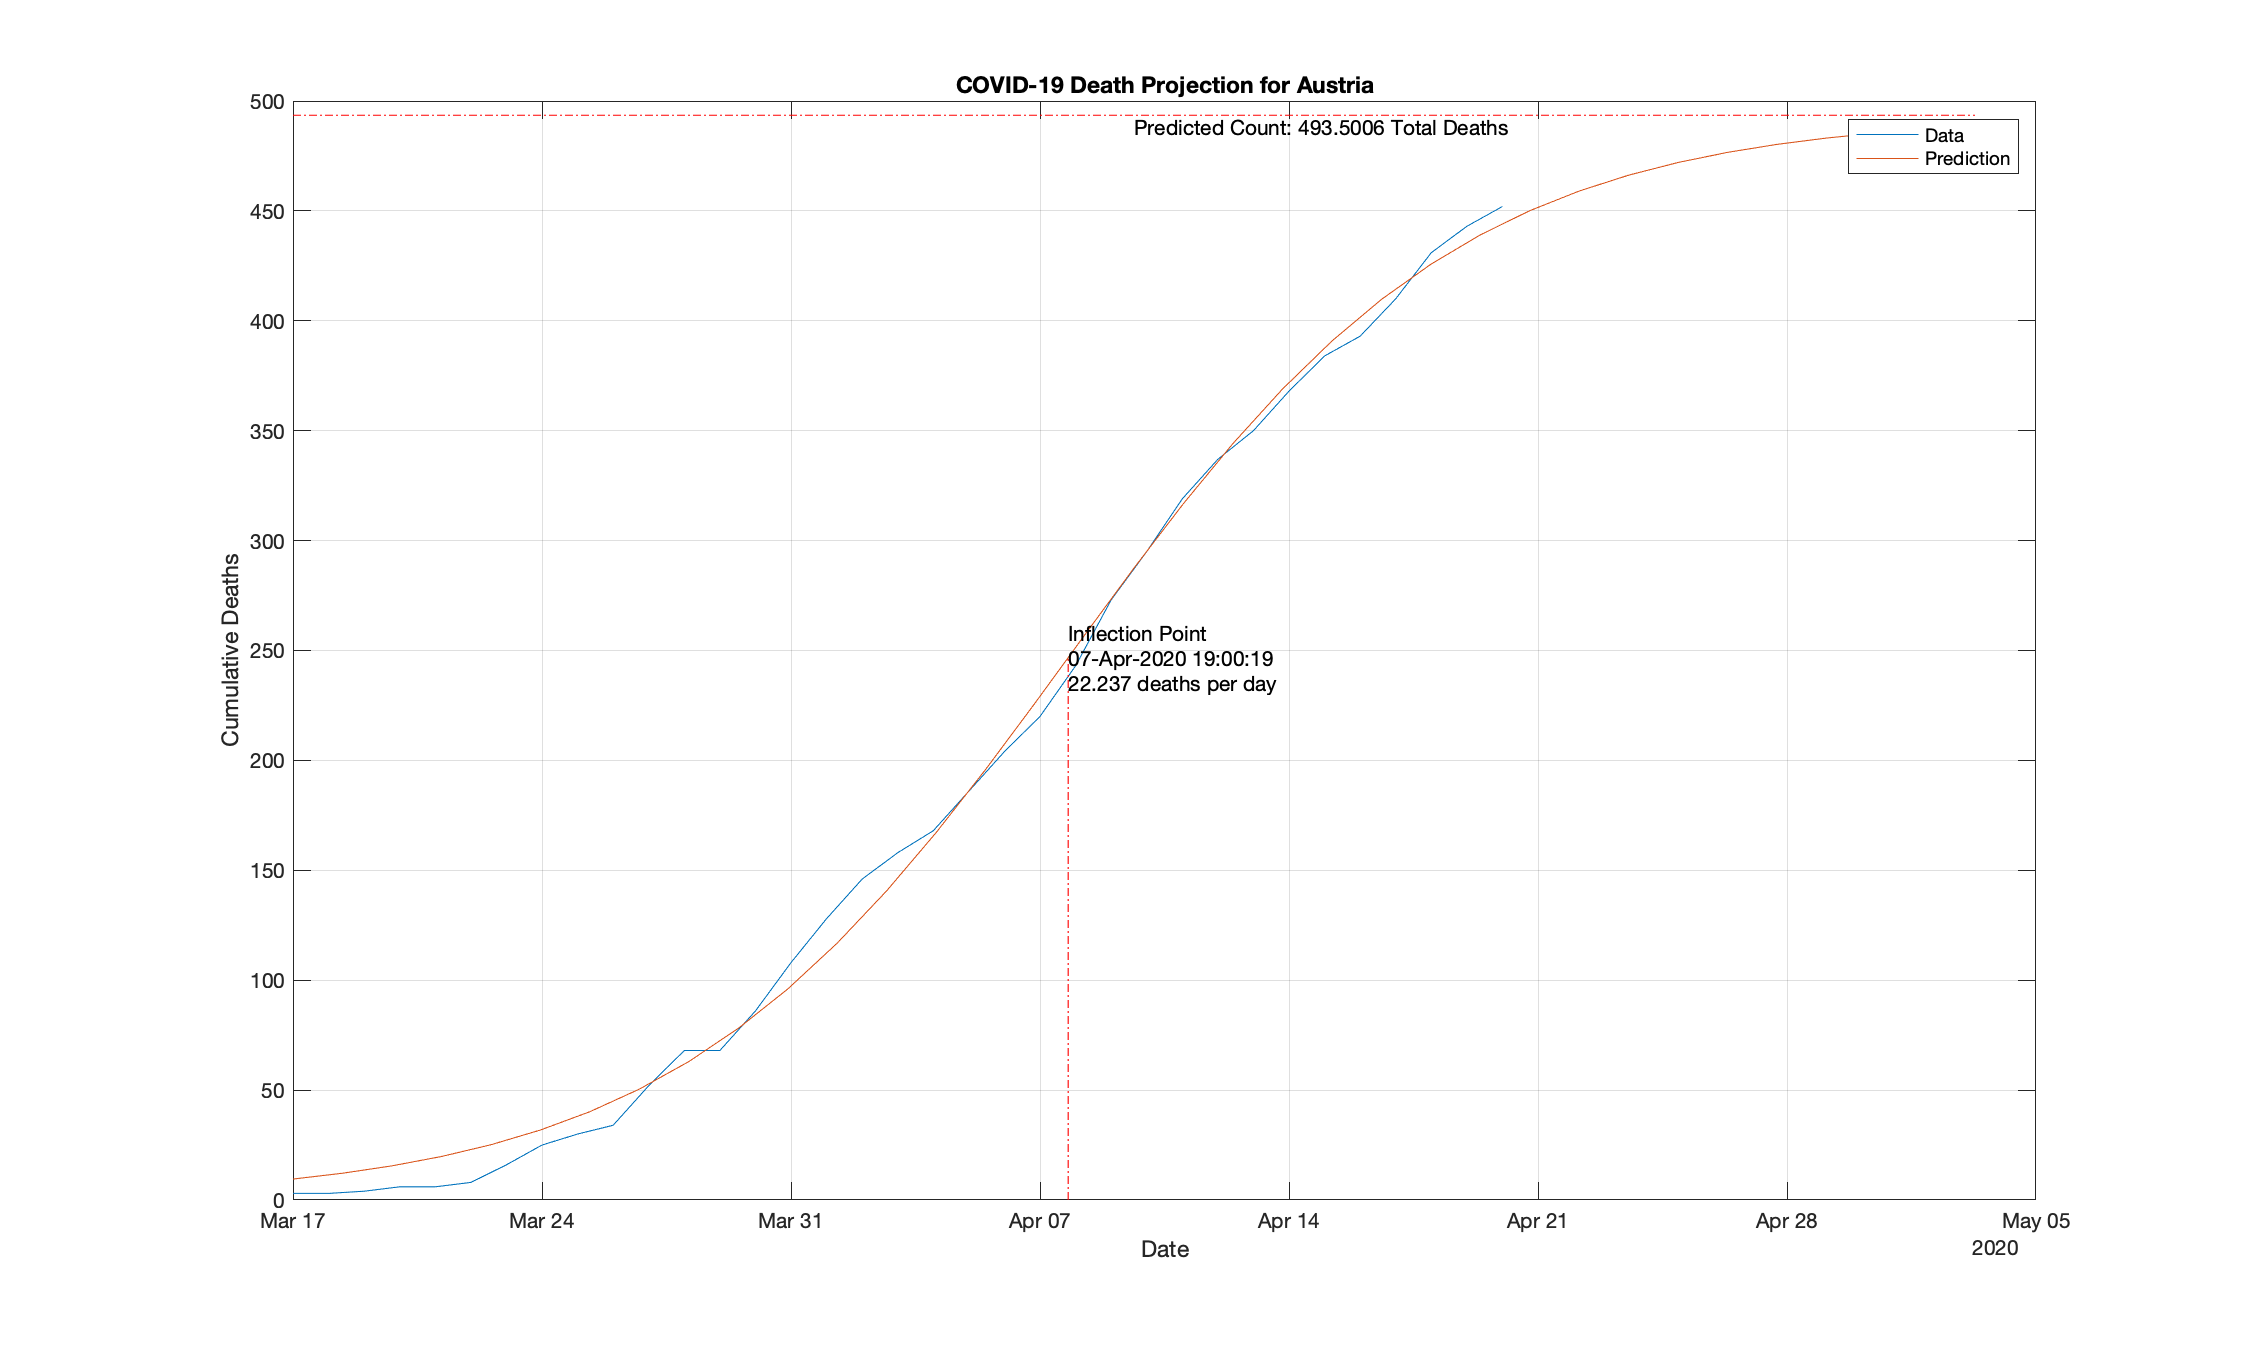 COVID-19 Death Projection for Austria
500
Predicted Count: 493.5006 Total Deaths
Data
Prediction
450
400
350
300
250
200
150
100
50
0
Cumulative Deaths
Inflection Point
07-Apr-2020 19:00:19
22.237 deaths per day
Mar 17 Mar 24 Mar 31 Apr 07 Apr 14 Apr 21 Apr 28 May 05
Date
2020